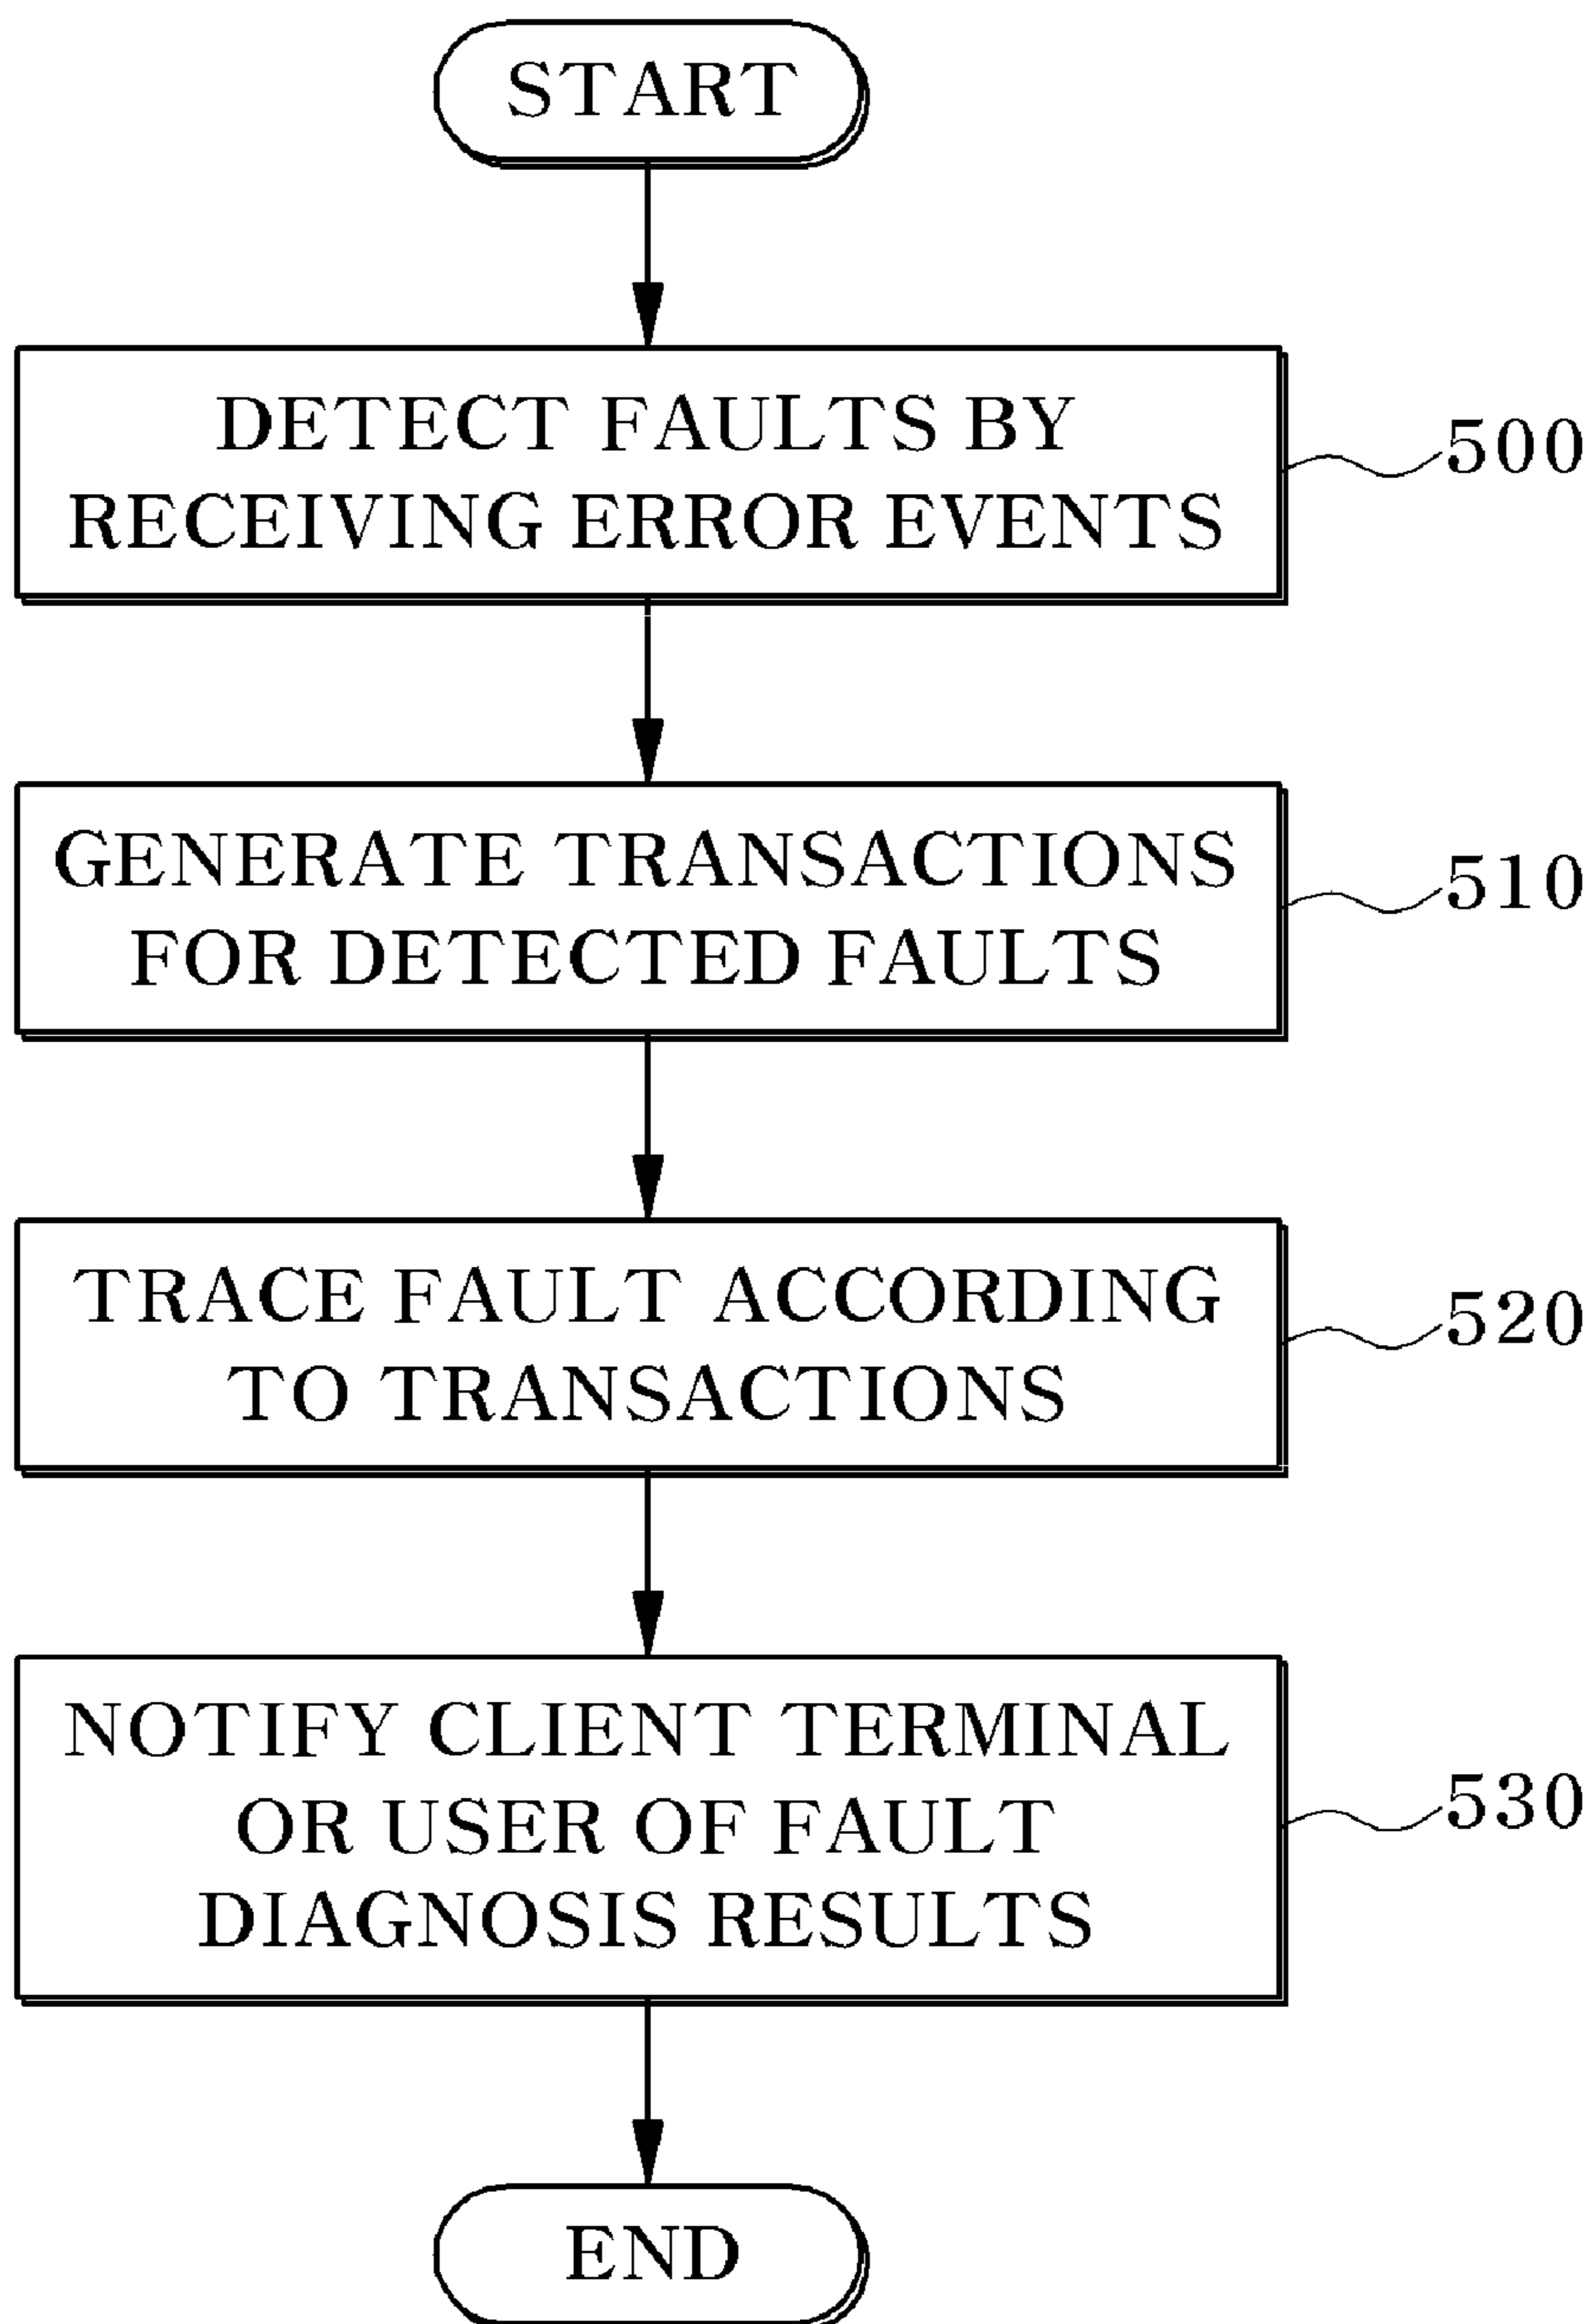 START
DETECT FAULTS BY
RECEIVING ERROR EVENTS
500
GENERATE TRANSACTIONS
FOR DETECTED FAULTS
510
TRACE FAULT ACCORDING
TO TRANSACTIONS
520
NOTIFY CLIENT TERMINAL
OR USER OF FAULT
DIAGNOSIS RESULTS
530
END